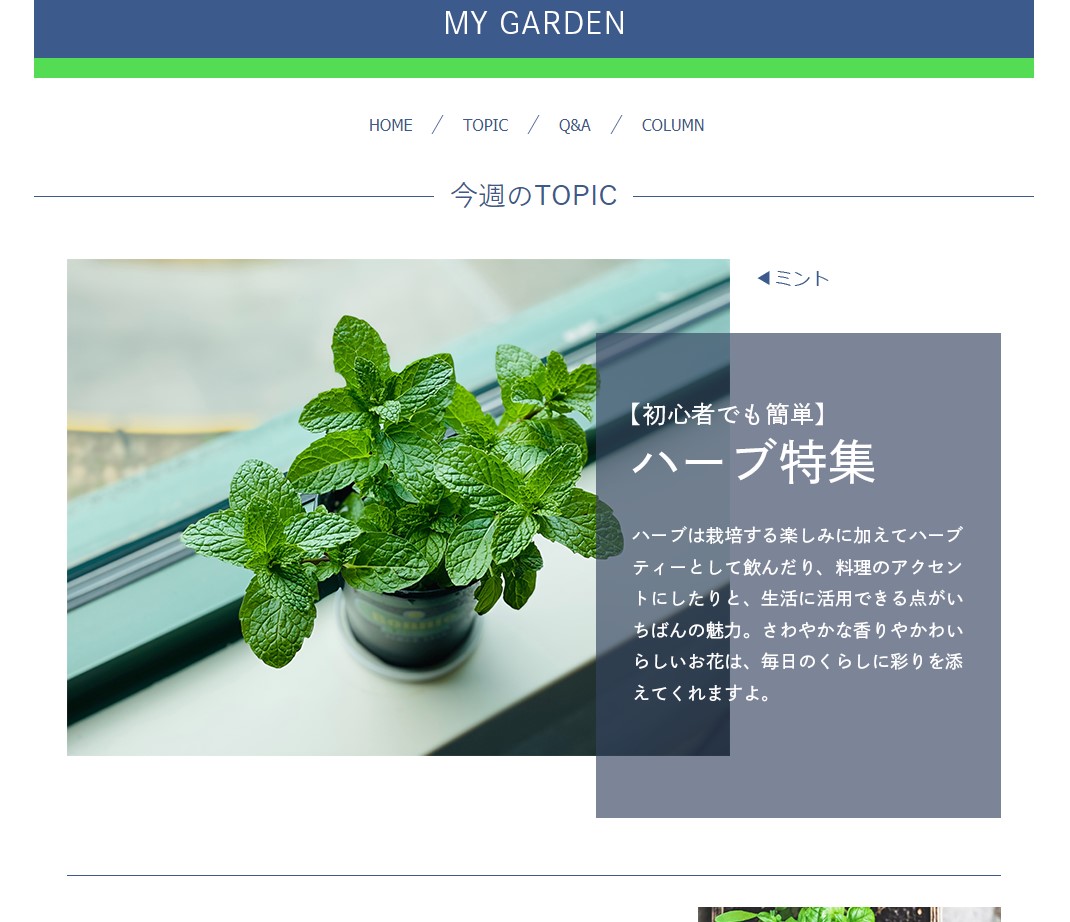 MY GARDEN
HOME ／ TOPIC ／ Q&A ／ COLUMN
今週のTOPIC
◀ミント
【初心者でも簡単】
ハーブ特集
ハーブは栽培する楽しみに加えてハーブ
ティーとして飲んだり、料理のアクセン
トにしたりと、生活に活用できる点がい
ちばんの魅力。さわやかな香りやかわい
らしいお花は、毎日のくらしに彩りを添
えてくれますよ。